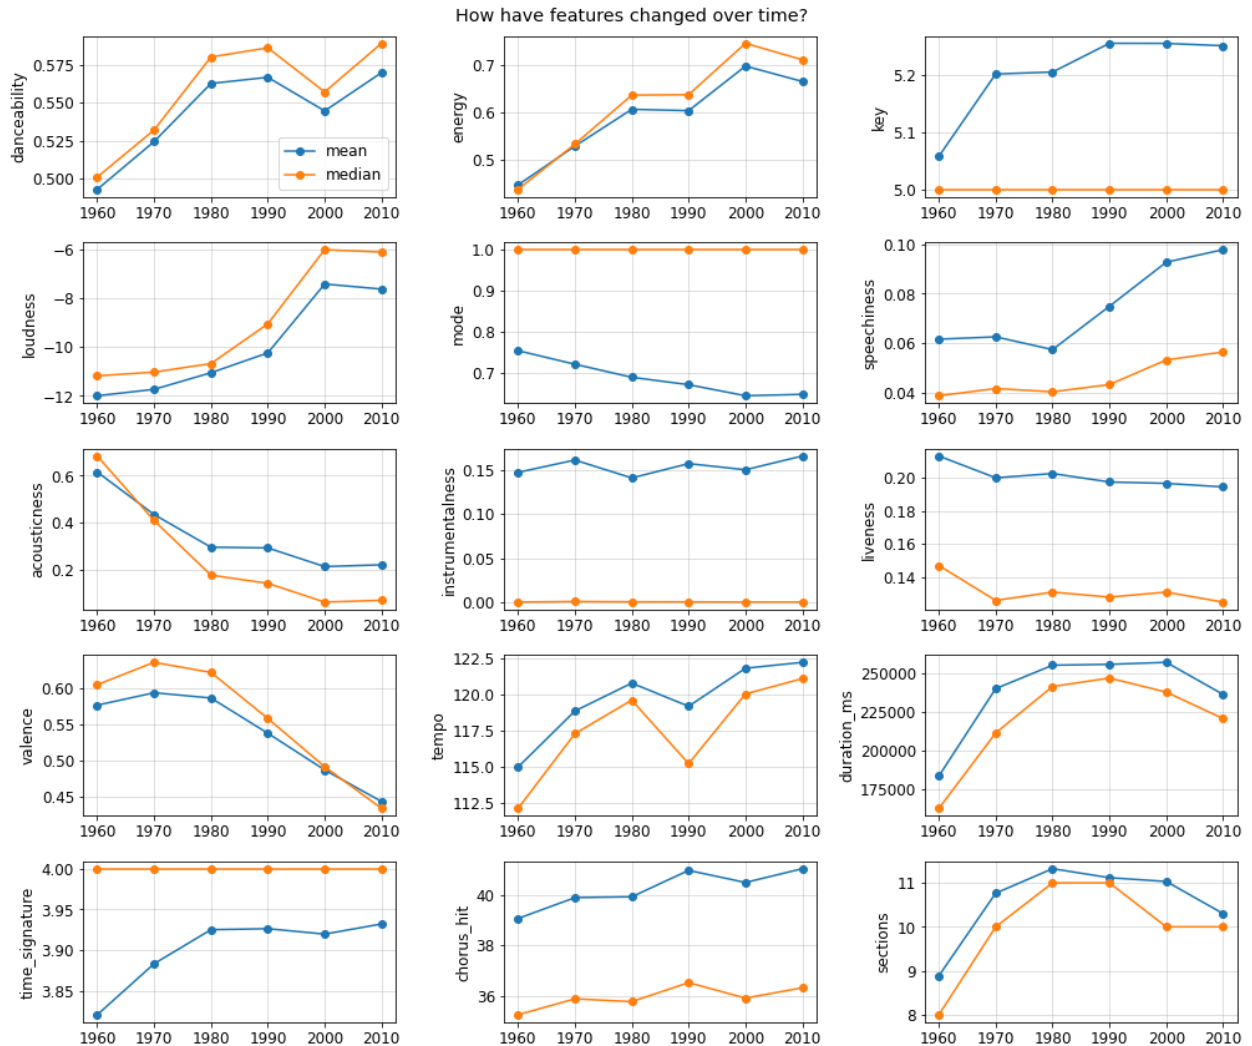 How have features changed over time?
danceability
0.575
0.550
0.525
0.500
mean
median
1960 1970 1980 1990 2000 2010
energy
0.7
0.6
0.5
1960 1970 1980 1990 2000 2010
key
5.2
5.1
5.0
1960 1970 1980 1990 2000 2010
loudness
−6
−8
−10
−12
1960 1970 1980 1990 2000 2010
mode
1.0
0.9
0.8
0.7
1960 1970 1980 1990 2000 2010
speechiness
0.10
0.08
0.06
0.04
1960 1970 1980 1990 2000 2010
acousticness
0.6
0.4
0.2
1960 1970 1980 1990 2000 2010
instrumentalness
0.15
0.10
0.05
0.00
1960 1970 1980 1990 2000 2010
liveness
0.20
0.18
0.16
0.14
1960 1970 1980 1990 2000 2010
valence
0.60
0.55
0.50
0.45
1960 1970 1980 1990 2000 2010
tempo
122.5
120.0
117.5
115.0
112.5
1960 1970 1980 1990 2000 2010
duration_ms
250000
225000
200000
175000
1960 1970 1980 1990 2000 2010
time_signature
4.00
3.95
3.90
3.85
1960 1970 1980 1990 2000 2010
chorus_hit
40
38
36
1960 1970 1980 1990 2000 2010
sections
11
10
9
8
1960 1970 1980 1990 2000 2010